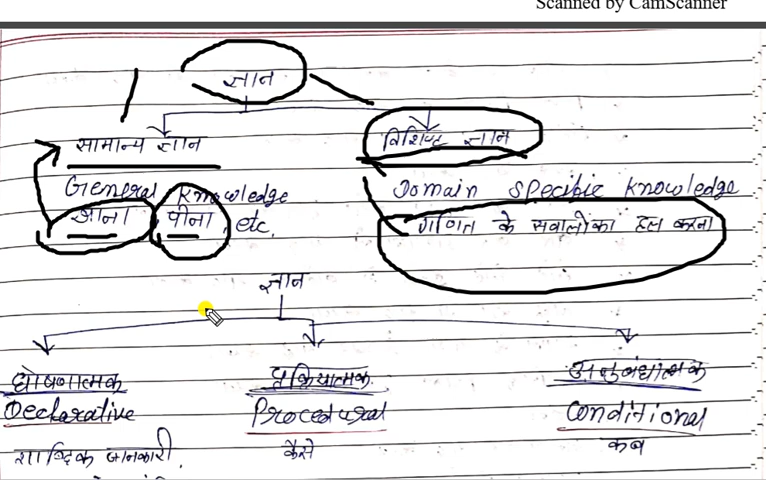 Scanned by CamScanner
ज्ञान
सामान्य ज्ञान
विशिष्ट ज्ञान
General Knowledge
Domain Specific Knowledge
खाना, पीना, etc,
गणित के सवालो का हल करना
ज्ञान
घोषणात्मक
प्रक्रियात्मक
अनुबंधात्मक
Declarative
Procedural
Conditional
शाब्दिक जानकारी,
कैसे
कब